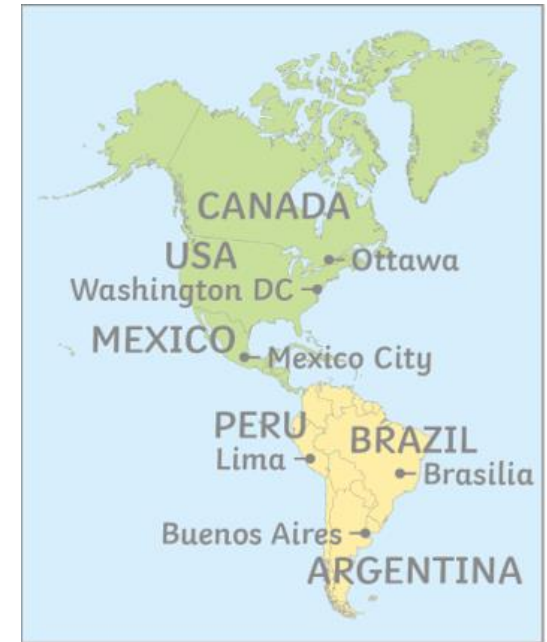 CANADA
USA
Ottawa
Washington DC
MEXICO
Mexico City
PERU
BRAZIL
Lima
Brasilia
Buenos Aires
ARGENTINA